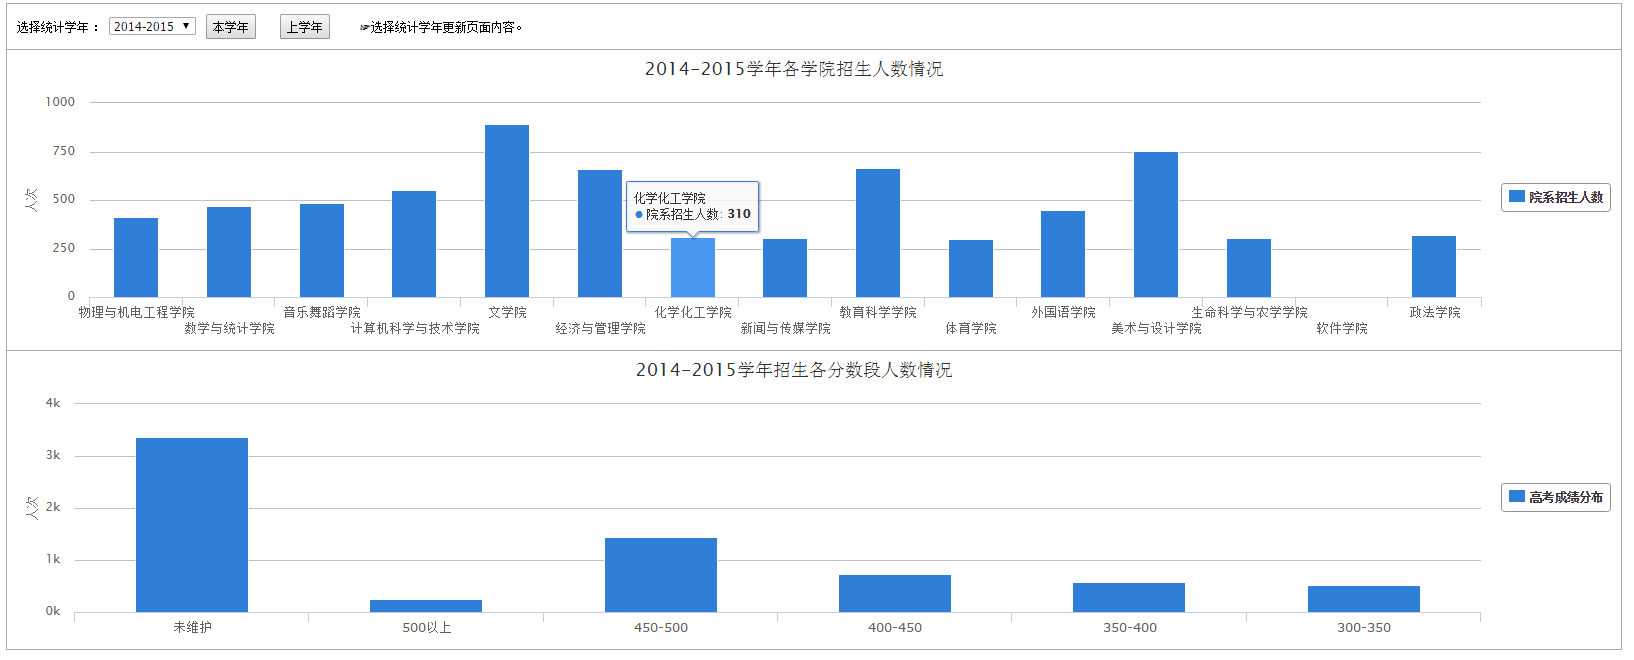 选择统计学年： 2014-2015 本学年 上学年 选择统计学年更新页面内容。
2014-2015学年各学院招生人数情况
1000
750
500
250
0
人次
化学化工学院
院系招生人数: 310
院系招生人数
物理与机电工程学院 音乐舞蹈学院 文学院 化学化工学院 教育科学学院 外国语学院 生命科学与农学学院 政法学院
数学与统计学院 计算机科学与技术学院 经济与管理学院 新闻与传媒学院 体育学院 美术与设计学院 软件学院
2014-2015学年招生各分数段人数情况
4k
3k
2k
1k
0k
人次
高考成绩分布
未维护 500以上 450-500 400-450 350-400 300-350